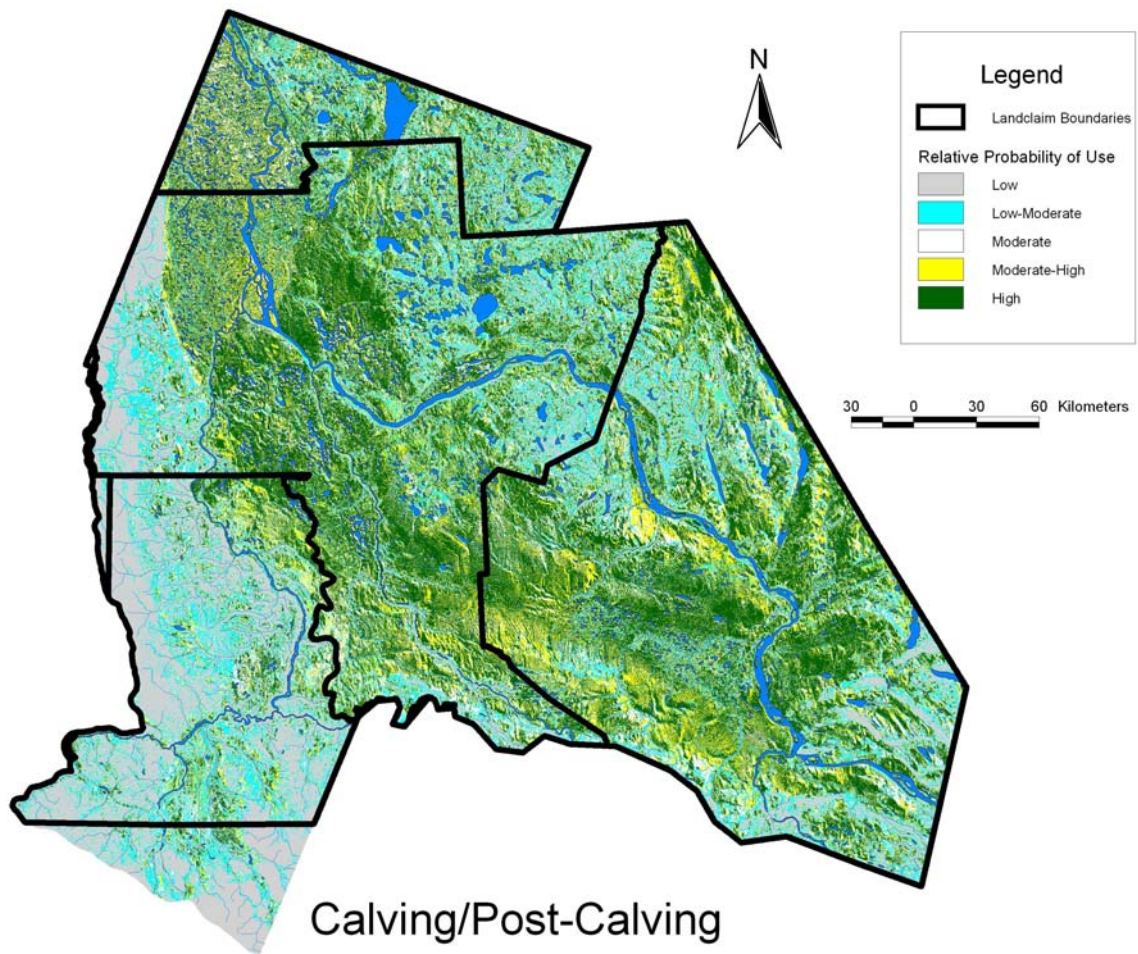 N
Legend
Landclaim Boundaries
Relative Probability of Use
Low
Low-Moderate
Moderate
Moderate-High
High
30 0 30 60 Kilometers
Calving/Post-Calving